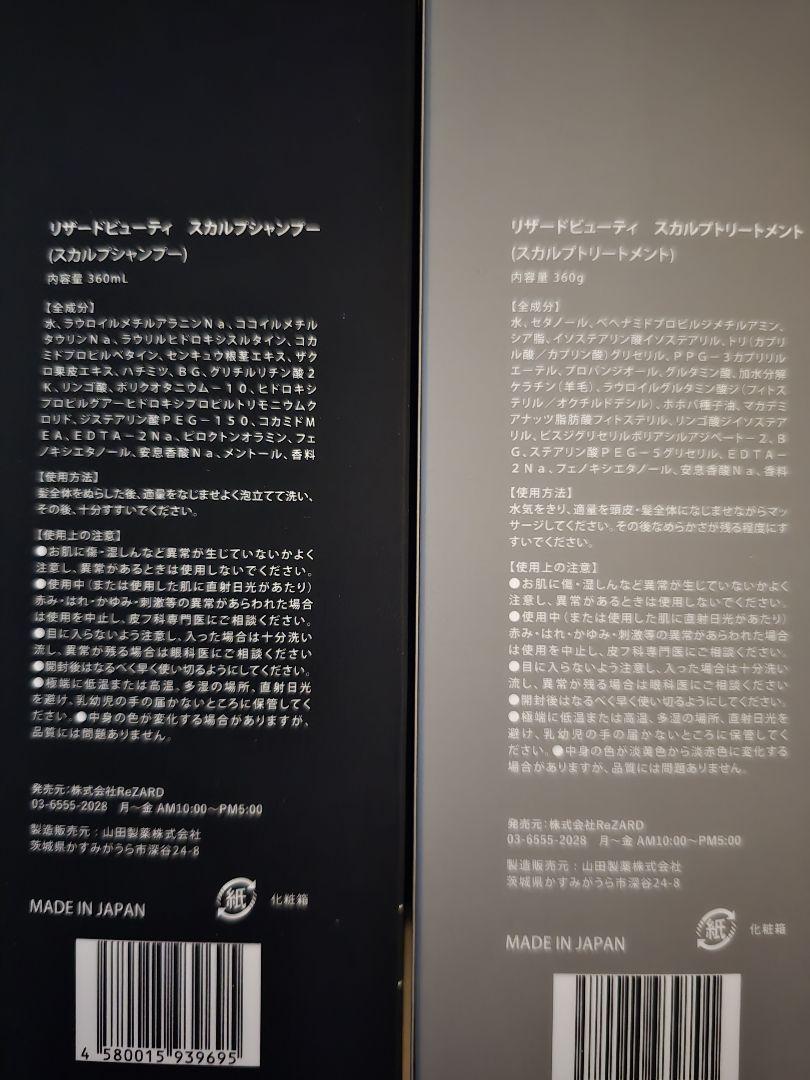 リザードビューティ　スカルプシャンプー
(スカルプシャンプー)
内容量 360mL
【全成分】
水、ラウロイルメチルアラニンNa、ココイルメチル
タウリンNa、ラウリルヒドロキシスルタイン、コカ
ミドプロピルベタイン、センキュウ根茎エキス、ザク
ロ果皮エキス、ハチミツ、BG、グリチルリチン酸2
K、リンゴ酸、ポリクオタニウム－10、ヒドロキシ
プロピルグアーヒドロキシプロピルトリモニウムク
ロリド、ジステアリン酸PEG－150、コカミドM
EA、EDTA－2Na、ピロクトンオラミン、フェ
ノキシエタノール、安息香酸Na、メントール、香料
【使用方法】
髪全体をぬらした後、適量をなじませよく泡立てて洗い、
その後、十分すすいでください。
【使用上の注意】
●お肌に傷・湿しんなど異常が生じていないかよく
注意し、異常があるときは使用しないでください。
●使用中(または使用した肌に直射日光があたり)
赤み・はれ・かゆみ・刺激等の異常があらわれた場合
は使用を中止し、皮フ科専門医にご相談ください。
●目に入らないよう注意し、入った場合は十分洗い
流し、異常が残る場合は眼科医にご相談ください
●開封後はなるべく早く使い切るようにしてください。
●極端に低温または高温、多湿の場所、直射日光
を避け、乳幼児の手の届かないところに保管してく
ださい。●中身の色が変化する場合がありますが、
品質には問題ありません。
発売元：株式会社ReZARD
03-6555-2028　月～金 AM10:00～PM5:00
製造販売元：山田製薬株式会社
茨城県かすみがうら市深谷24-8
MADE IN JAPAN
紙
化粧箱
4 580015 939695
リザードビューティ　スカルプトリートメント
(スカルプトリートメント)
内容量 360g
【全成分】
水、セタノール、ベヘナミドプロピルジメチルアミン、
シア脂、イソステアリン酸イソステアリル、トリ(カプリ
ル酸／カプリン酸)グリセリル、PPG－3カプリリル
エーテル、プロパンジオール、グルタミン酸、加水分解
ケラチン(羊毛)、ラウロイルグルタミン酸ジ(フィトス
テリル／オクチルドデシル)、ホホバ種子油、マカデミ
アナッツ脂肪酸フィトステリル、リンゴ酸ジイソステア
リル、ビスジグリセリルポリアシルアジペート－2、B
G、ステアリン酸PEG－5グリセリル、EDTA－
2Na、フェノキシエタノール、安息香酸Na、香料
【使用方法】
水気をきり、適量を頭皮・髪全体になじませながらマッ
サージしてください。その後なめらかさが残る程度にす
すいでください。
【使用上の注意】
●お肌に傷・湿しんなど異常が生じていないかよく
注意し、異常があるときは使用しないでください。
●使用中(または使用した肌に直射日光があたり)
赤み・はれ・かゆみ・刺激等の異常があらわれた場合
は使用を中止し、皮フ科専門医にご相談ください。
●目に入らないよう注意し、入った場合は十分洗い
流し、異常が残る場合は眼科医にご相談ください
●開封後はなるべく早く使い切るようにしてください。
●極端に低温または高温、多湿の場所、直射日光を
避け、乳幼児の手の届かないところに保管してく
ださい。●中身の色が淡黄色から淡赤色に変化する
場合がありますが、品質には問題ありません。
発売元：株式会社ReZARD
03-6555-2028　月～金 AM10:00～PM5:00
製造販売元：山田製薬株式会社
茨城県かすみがうら市深谷24-8
MADE IN JAPAN
紙
化粧箱